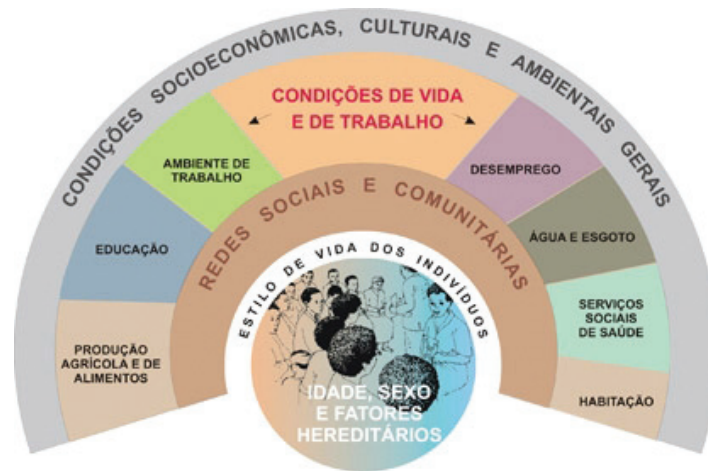 CONDIÇÕES SOCIOECONÔMICAS, CULTURAIS E AMBIENTAIS GERAIS
CONDIÇÕES DE VIDA
E DE TRABALHO
AMBIENTE DE
TRABALHO
DESEMPREGO
REDES SOCIAIS E COMUNITÁRIAS
EDUCAÇÃO
ÁGUA E ESGOTO
ESTILO DE VIDA DOS INDIVÍDUOS
SERVIÇOS
SOCIAIS
DE SAÚDE
PRODUÇÃO
AGRÍCOLA E DE
ALIMENTOS
HABITAÇÃO
IDADE, SEXO
E FATORES
HEREDITÁRIOS